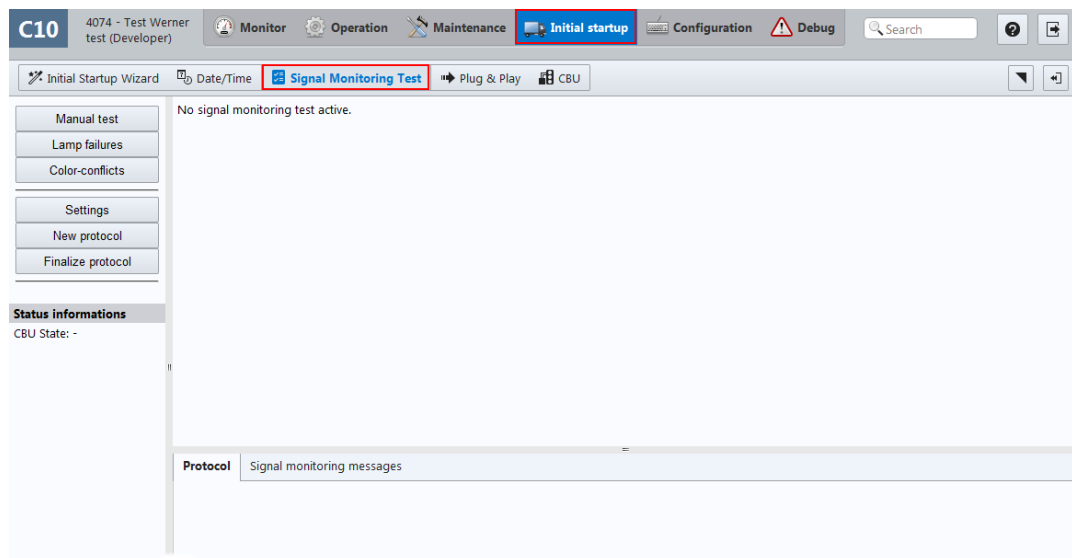 C10
4074 - Test Werner
test (Developer)
Monitor
Operation
Maintenance
Initial startup
Configuration
Debug
Search
Initial Startup Wizard
Date/Time
Signal Monitoring Test
Plug & Play
CBU
Manual test
Lamp failures
Color-conflicts
Settings
New protocol
Finalize protocol
Status informations
CBU State: -
No signal monitoring test active.
Protocol
Signal monitoring messages